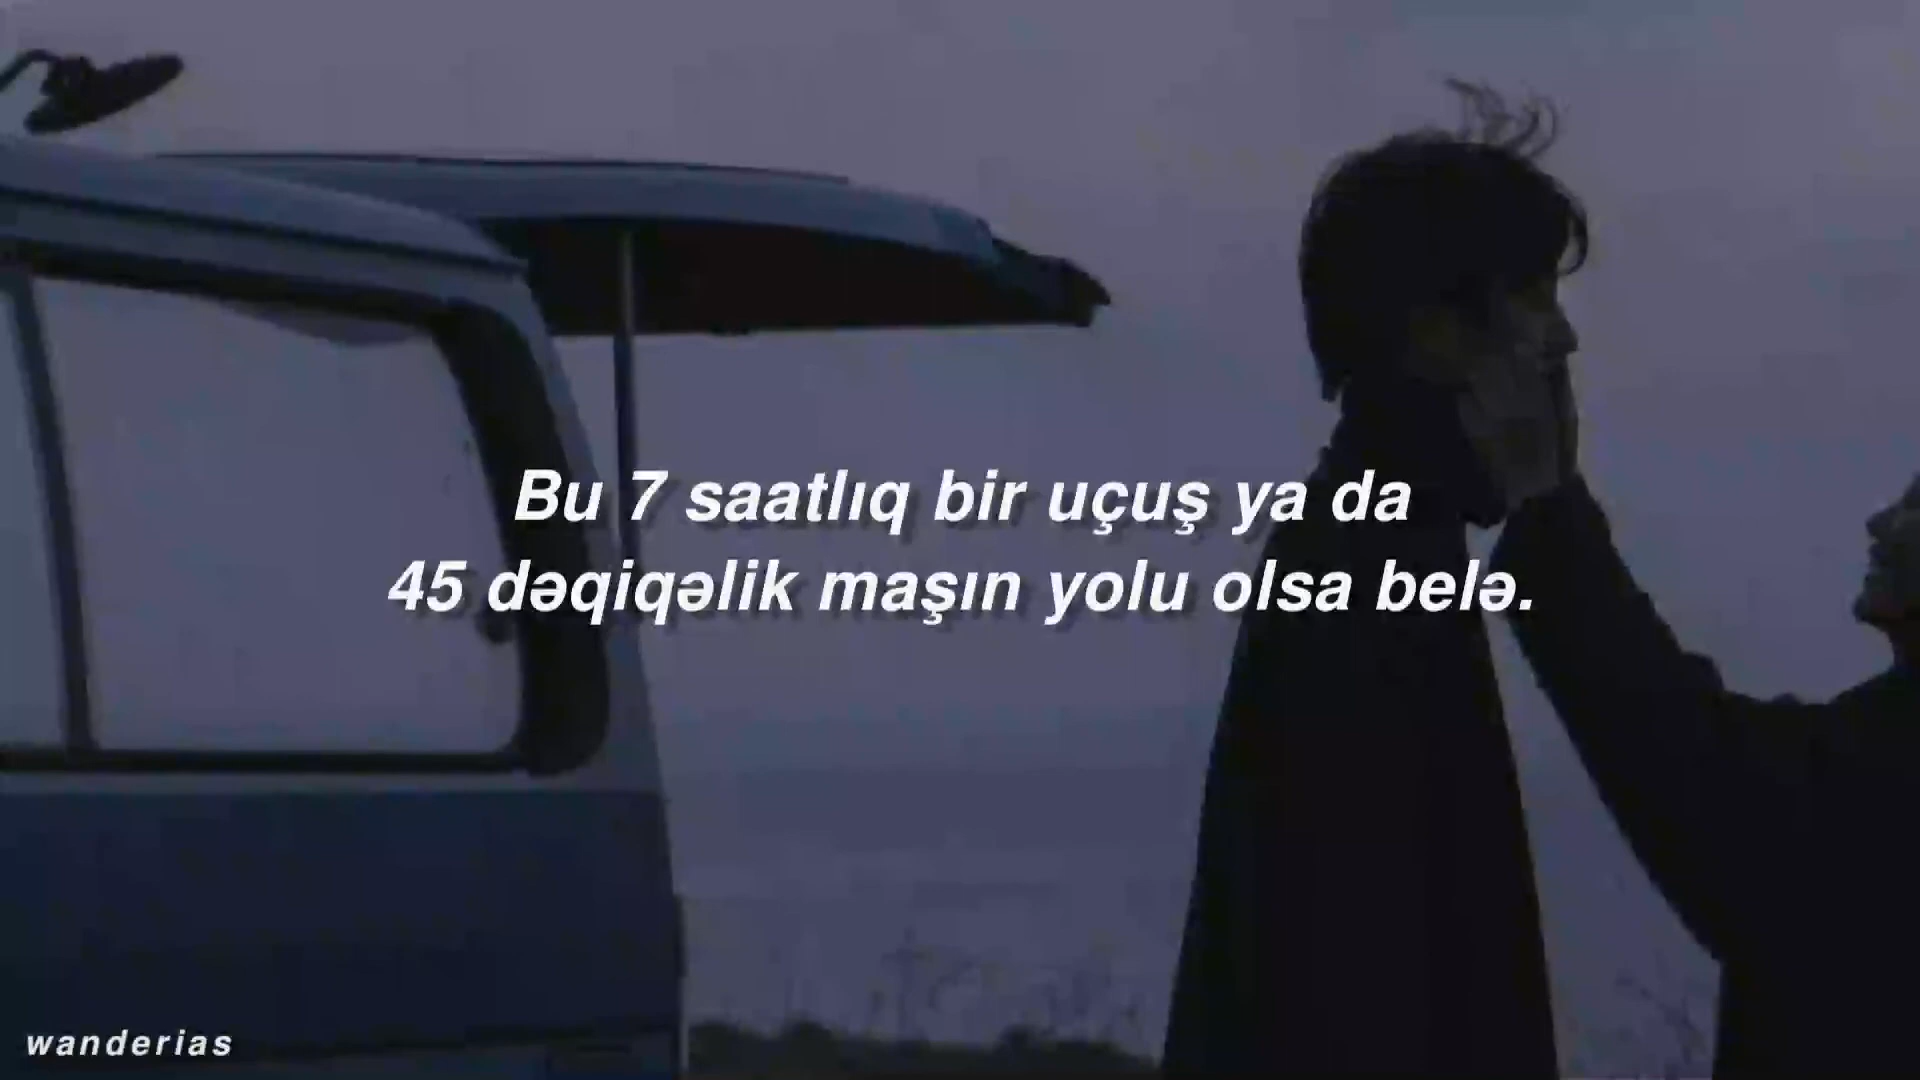 Bu 7 saatlıq bir uçuş ya da
45 dəqiqəlik maşın yolu olsa belə.
wanderias